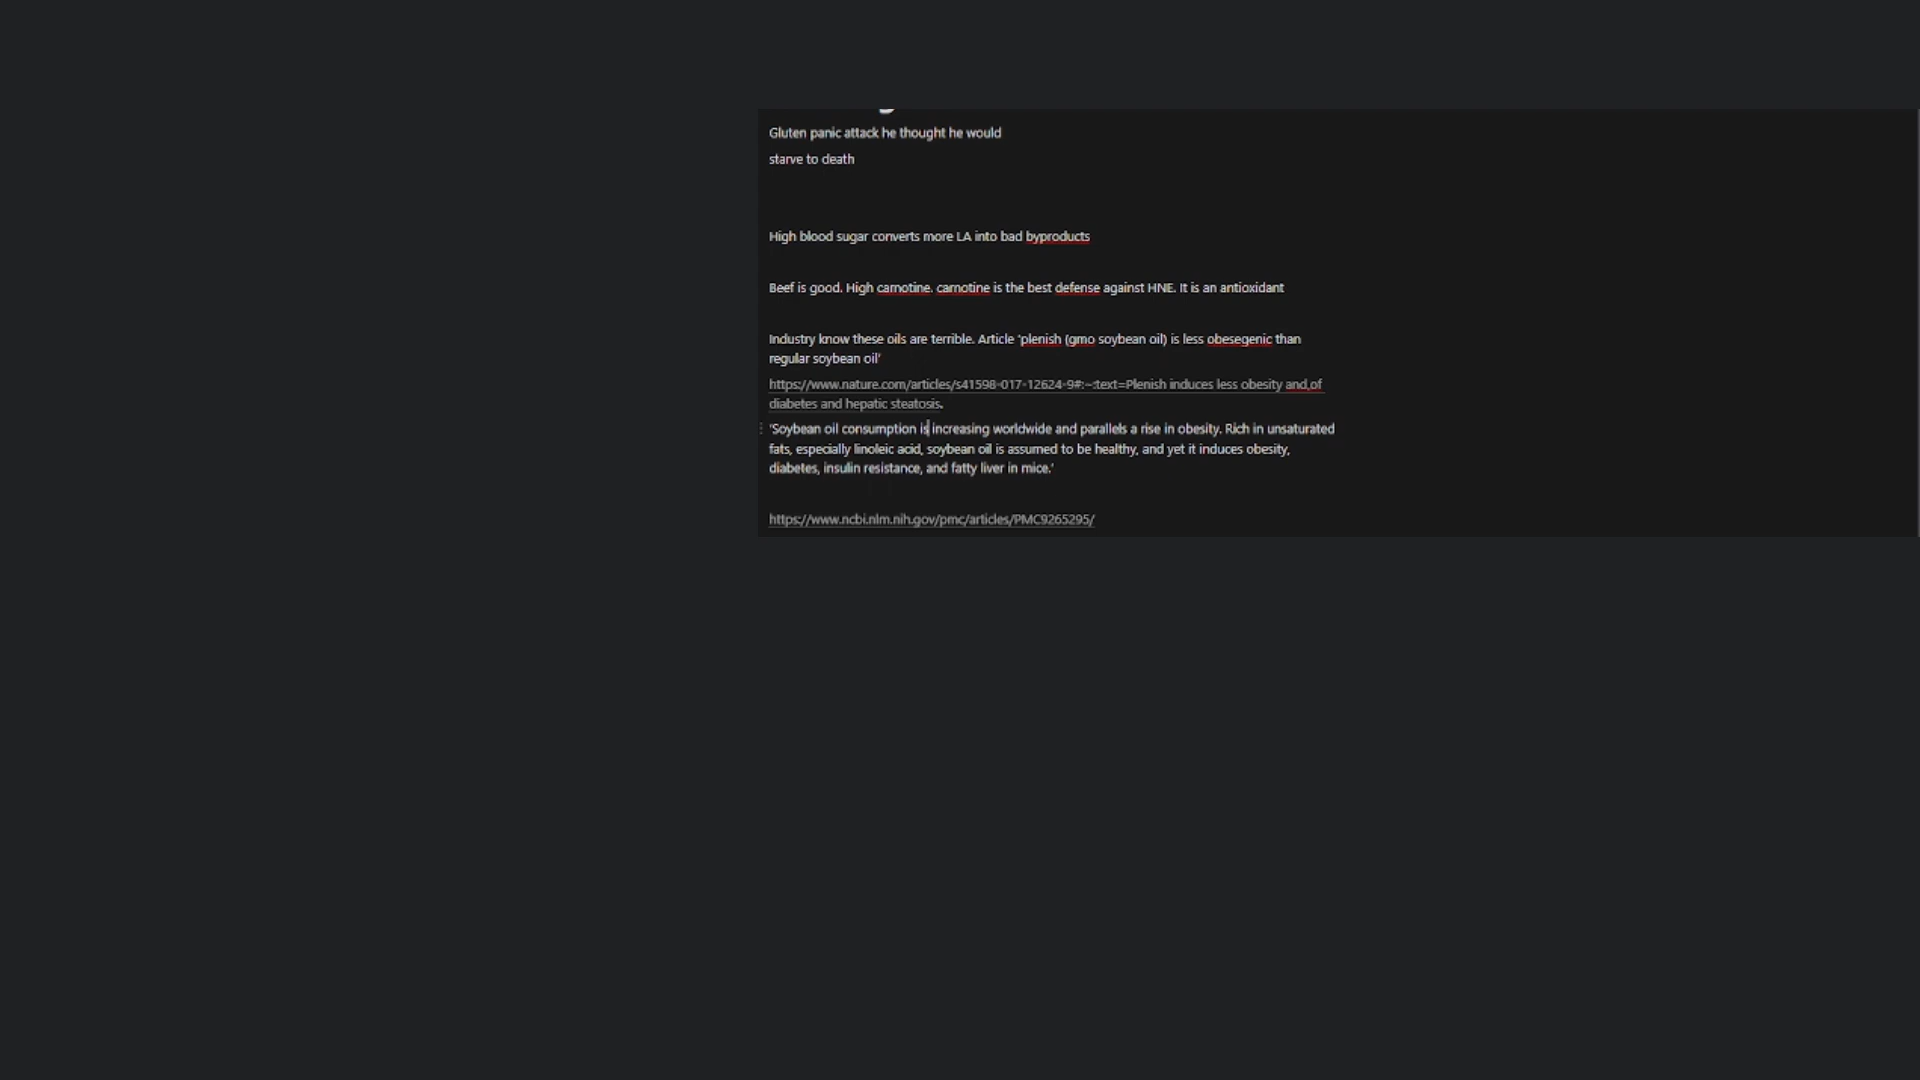 Gluten panic attack he thought he would
starve to death
High blood sugar converts more LA into bad byproducts
Beef is good. High carnotine. carnotine is the best defense against HNE. It is an antioxidant
Industry know these oils are terrible. Article 'plenish (gmo soybean oil) is less obesegenic than
regular soybean oil'
https://www.nature.com/articles/s41598-017-12624-9#:~:text=Plenish induces less obesity and,of
diabetes and hepatic steatosis.
'Soybean oil consumption is increasing worldwide and parallels a rise in obesity. Rich in unsaturated
fats, especially linoleic acid, soybean oil is assumed to be healthy, and yet it induces obesity,
diabetes, insulin resistance, and fatty liver in mice.'
https://www.ncbi.nlm.nih.gov/pmc/articles/PMC9265295/